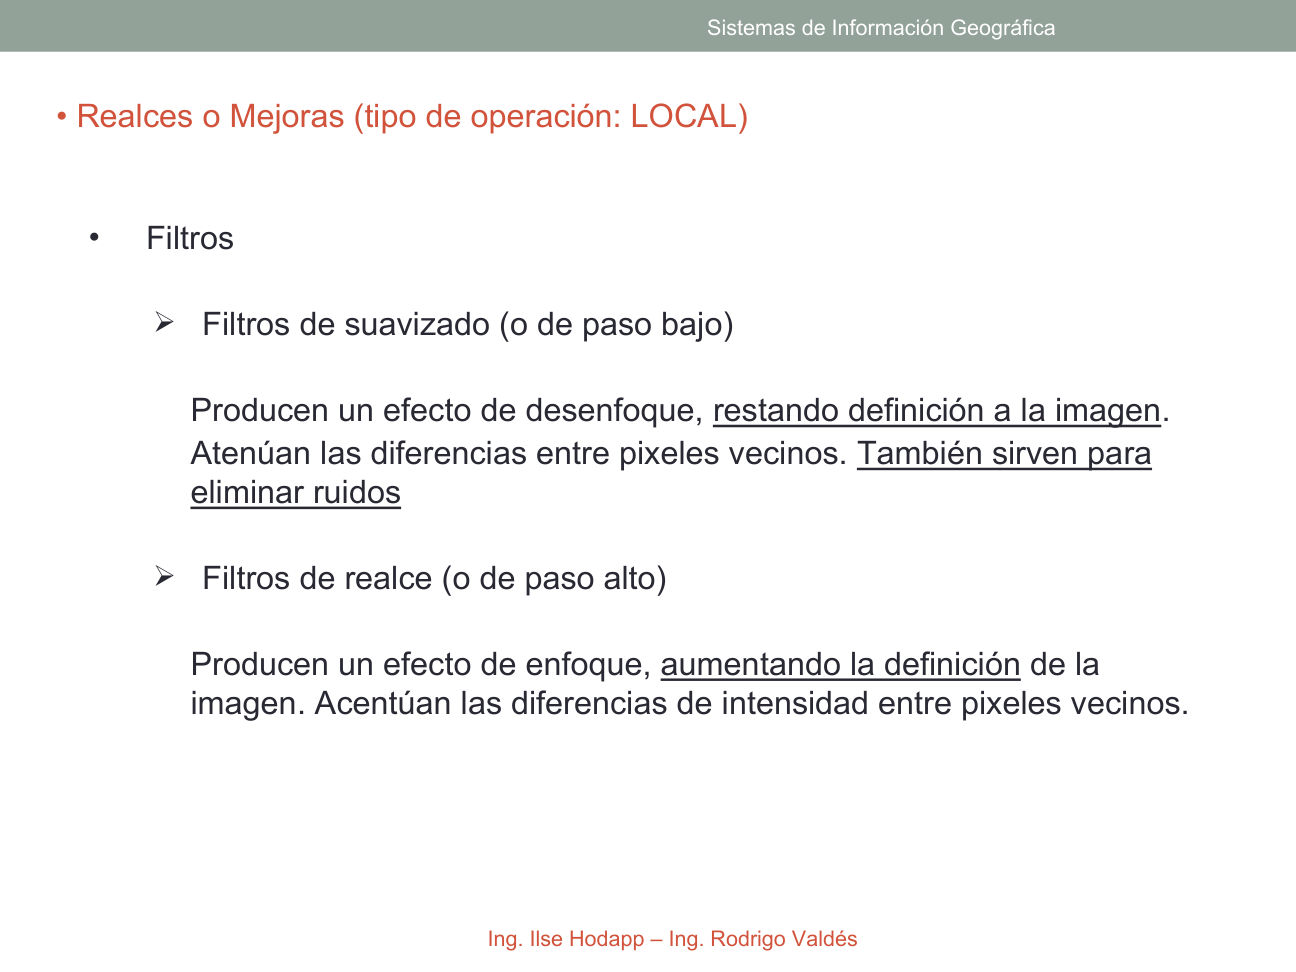 Sistemas de Información Geográfica
• Realces o Mejoras (tipo de operación: LOCAL)
• Filtros
➢ Filtros de suavizado (o de paso bajo)
Producen un efecto de desenfoque, restando definición a la imagen.
Atenúan las diferencias entre pixeles vecinos. También sirven para
eliminar ruidos
➢ Filtros de realce (o de paso alto)
Producen un efecto de enfoque, aumentando la definición de la
imagen. Acentúan las diferencias de intensidad entre pixeles vecinos.
Ing. Ilse Hodapp – Ing. Rodrigo Valdés